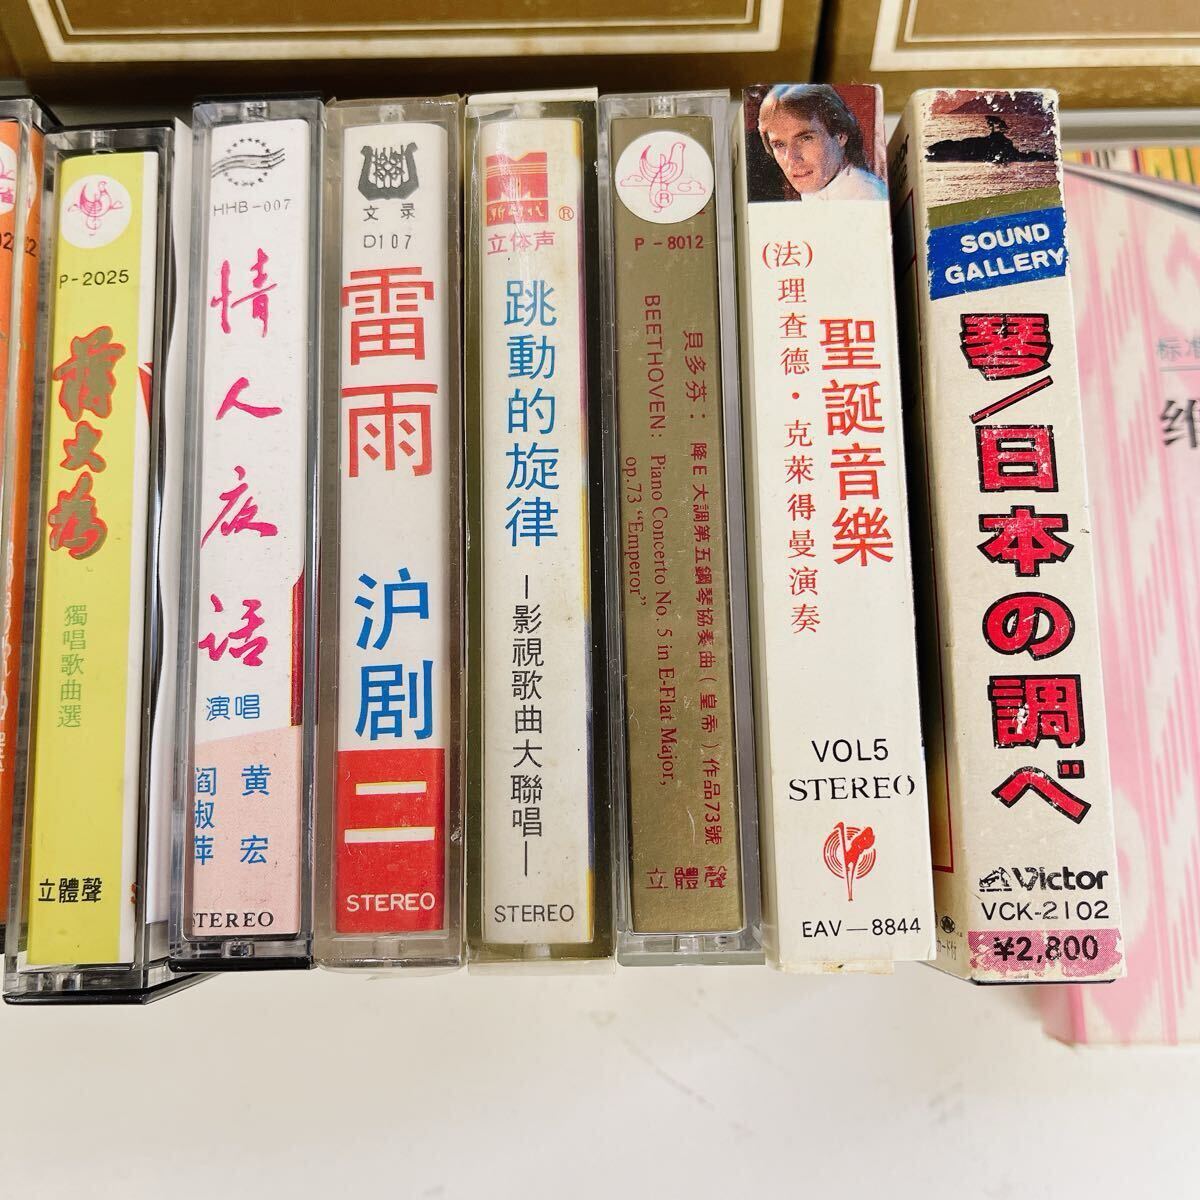 P-2025
蒋大为
獨唱歌曲選
立體聲
HHB-007
情人夜话
演唱
黄宏
阎淑萍
STEREO
文录
D107
雷雨
沪剧
二
STEREO
®
立体声
跳動的旋律
—影視歌曲大聯唱—
STEREO
P-8012
貝多芬：降E大調第五鋼琴協奏曲（皇帝）作品73號
BEETHOVEN: Piano Concerto No. 5 in E-Flat Major,
op.73 "Emperor"
立體聲
聖誕音樂
(法)理查德·克萊得曼演奏
VOL5
STEREO
EAV—8844
SOUND
GALLERY
琴/日本の調べ
Victor
VCK-2102
¥2,800
标准
维